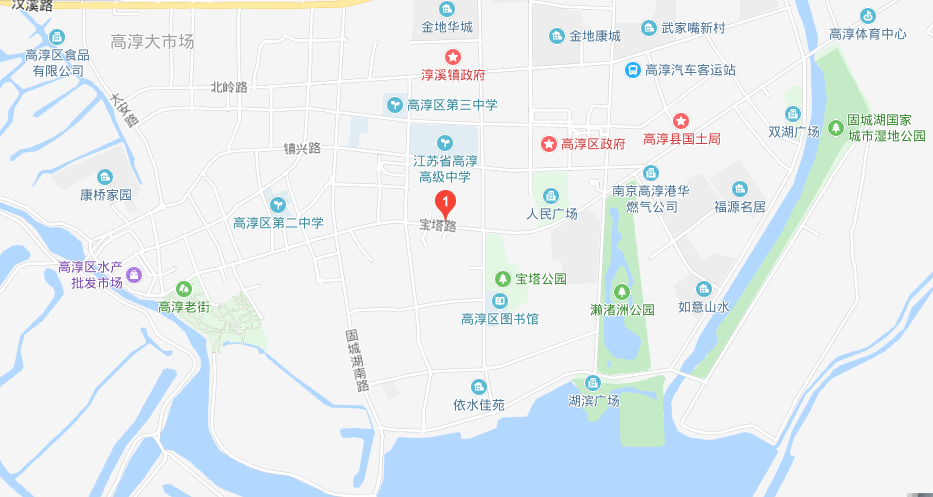 汉溪路
金地华城
金地康城
武家嘴新村
高淳体育中心
高淳大市场
高淳区食品
有限公司
淳溪镇政府
高淳汽车客运站
北岭路
太安路
高淳区第三中学
固城湖国家
城市湿地公园
双湖广场
高淳县国土局
高淳区政府
镇兴路
江苏省高淳
高级中学
康桥家园
南京高淳港华
燃气公司
福源名居
人民广场
1
宝塔路
高淳区第二中学
高淳区水产
批发市场
宝塔公园
高淳老街
高淳区图书馆
濑渚洲公园
如意山水
固城湖南路
依水佳苑
湖滨广场